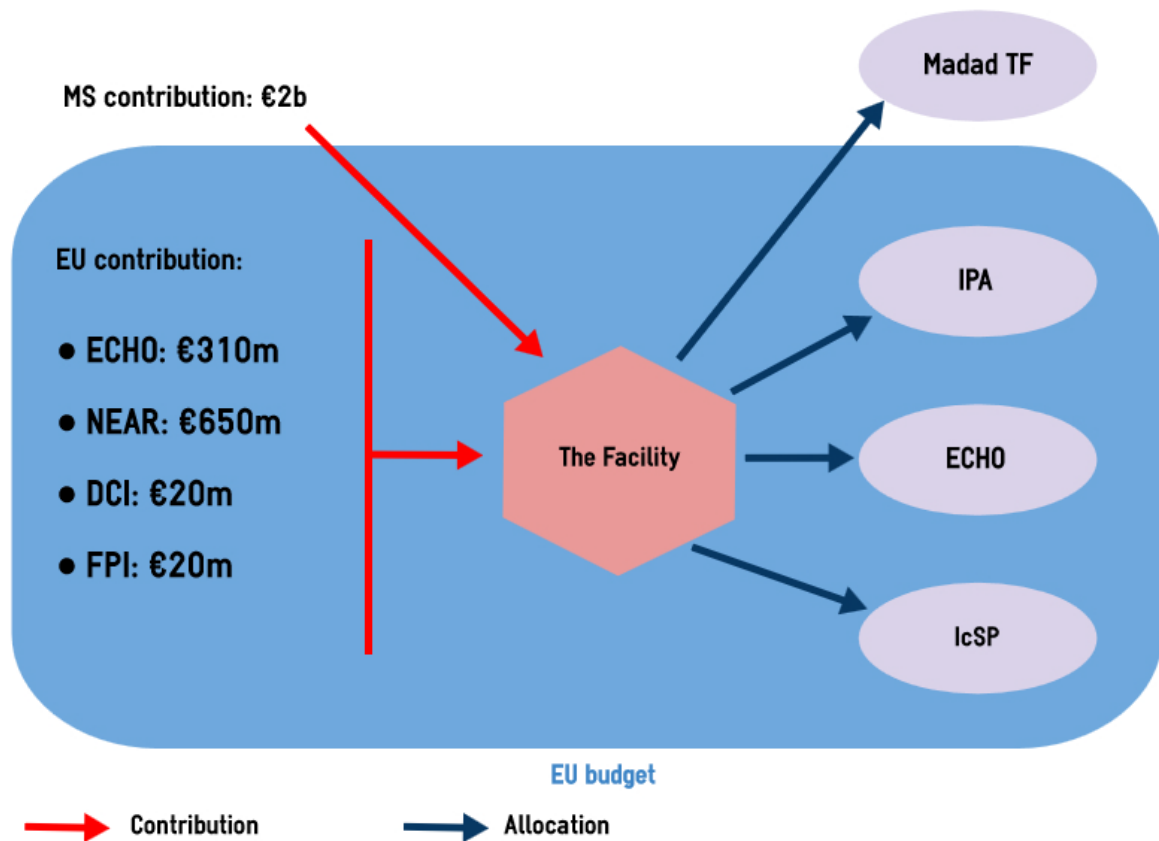 Madad TF
MS contribution: €2b
EU contribution:
IPA
● ECHO: €310m
● NEAR: €650m
The Facility
ECHO
● DCI: €20m
● FPI: €20m
IcSP
EU budget
Contribution
Allocation